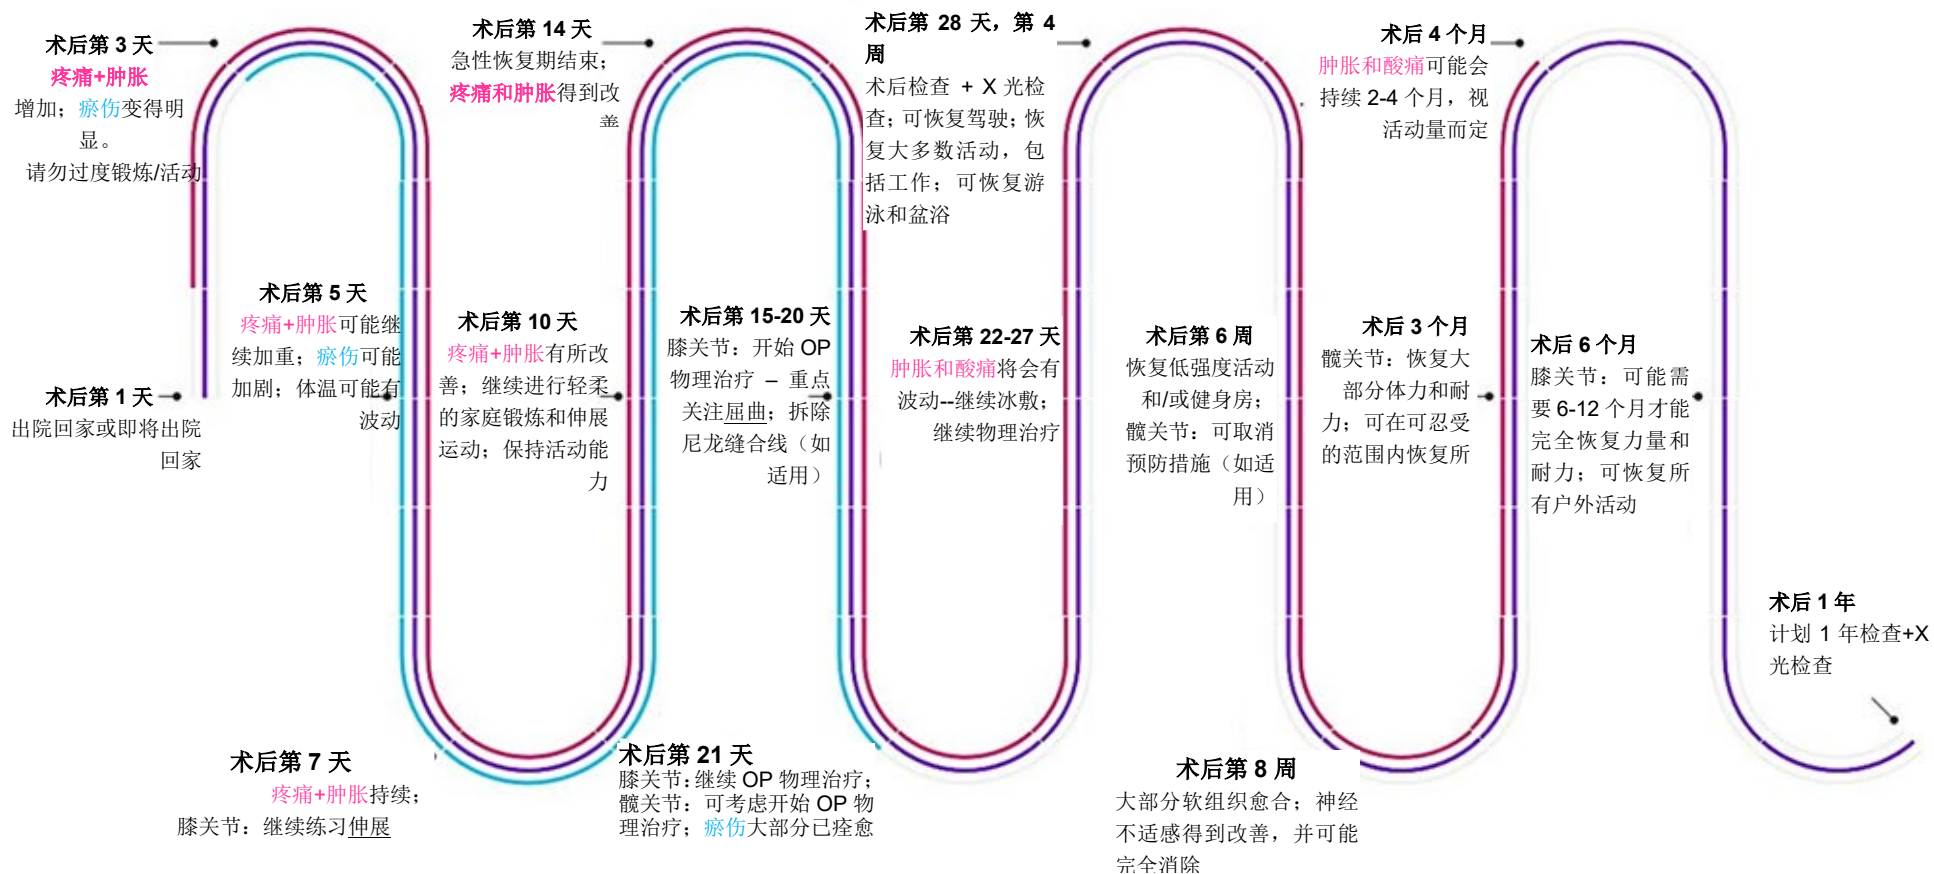 术后第 1 天
出院回家或即将出院
回家
术后第 3 天
疼痛+肿胀
增加；瘀伤变得明
显。
请勿过度锻炼/活动
术后第 5 天
疼痛+肿胀可能继
续加重；瘀伤可能
加剧；体温可能有
波动
术后第 7 天
疼痛+肿胀持续；
膝关节：继续练习伸展
术后第 10 天
疼痛+肿胀有所改
善；继续进行轻柔
的家庭锻炼和伸展
运动；保持活动能
力
术后第 14 天
急性恢复期结束；
疼痛和肿胀得到改
善
术后第 15-20 天
膝关节：开始 OP
物理治疗 – 重点
关注屈曲；拆除
尼龙缝合线（如
适用）
术后第 21 天
膝关节：继续 OP 物理治疗；
髋关节：可考虑开始 OP 物
理治疗；瘀伤大部分已痊愈
术后第 22-27 天
肿胀和酸痛将会有
波动--继续冰敷；
继续物理治疗
术后第 28 天，第 4
周
术后检查 + X 光检
查；可恢复驾驶；恢
复大多数活动，包
括工作；可恢复游
泳和盆浴
术后第 6 周
恢复低强度活动
和/或健身房；
髋关节：可取消
预防措施（如适
用）
术后第 8 周
大部分软组织愈合；神经
不适感得到改善，并可能
完全消除
术后 3 个月
髋关节：恢复大
部分体力和耐
力；可在可忍受
的范围内恢复所
术后 4 个月
肿胀和酸痛可能会
持续 2-4 个月，视
活动量而定
术后 6 个月
膝关节：可能需
要 6-12 个月才能
完全恢复力量和
耐力；可恢复所
有户外活动
术后 1 年
计划 1 年检查+X
光检查